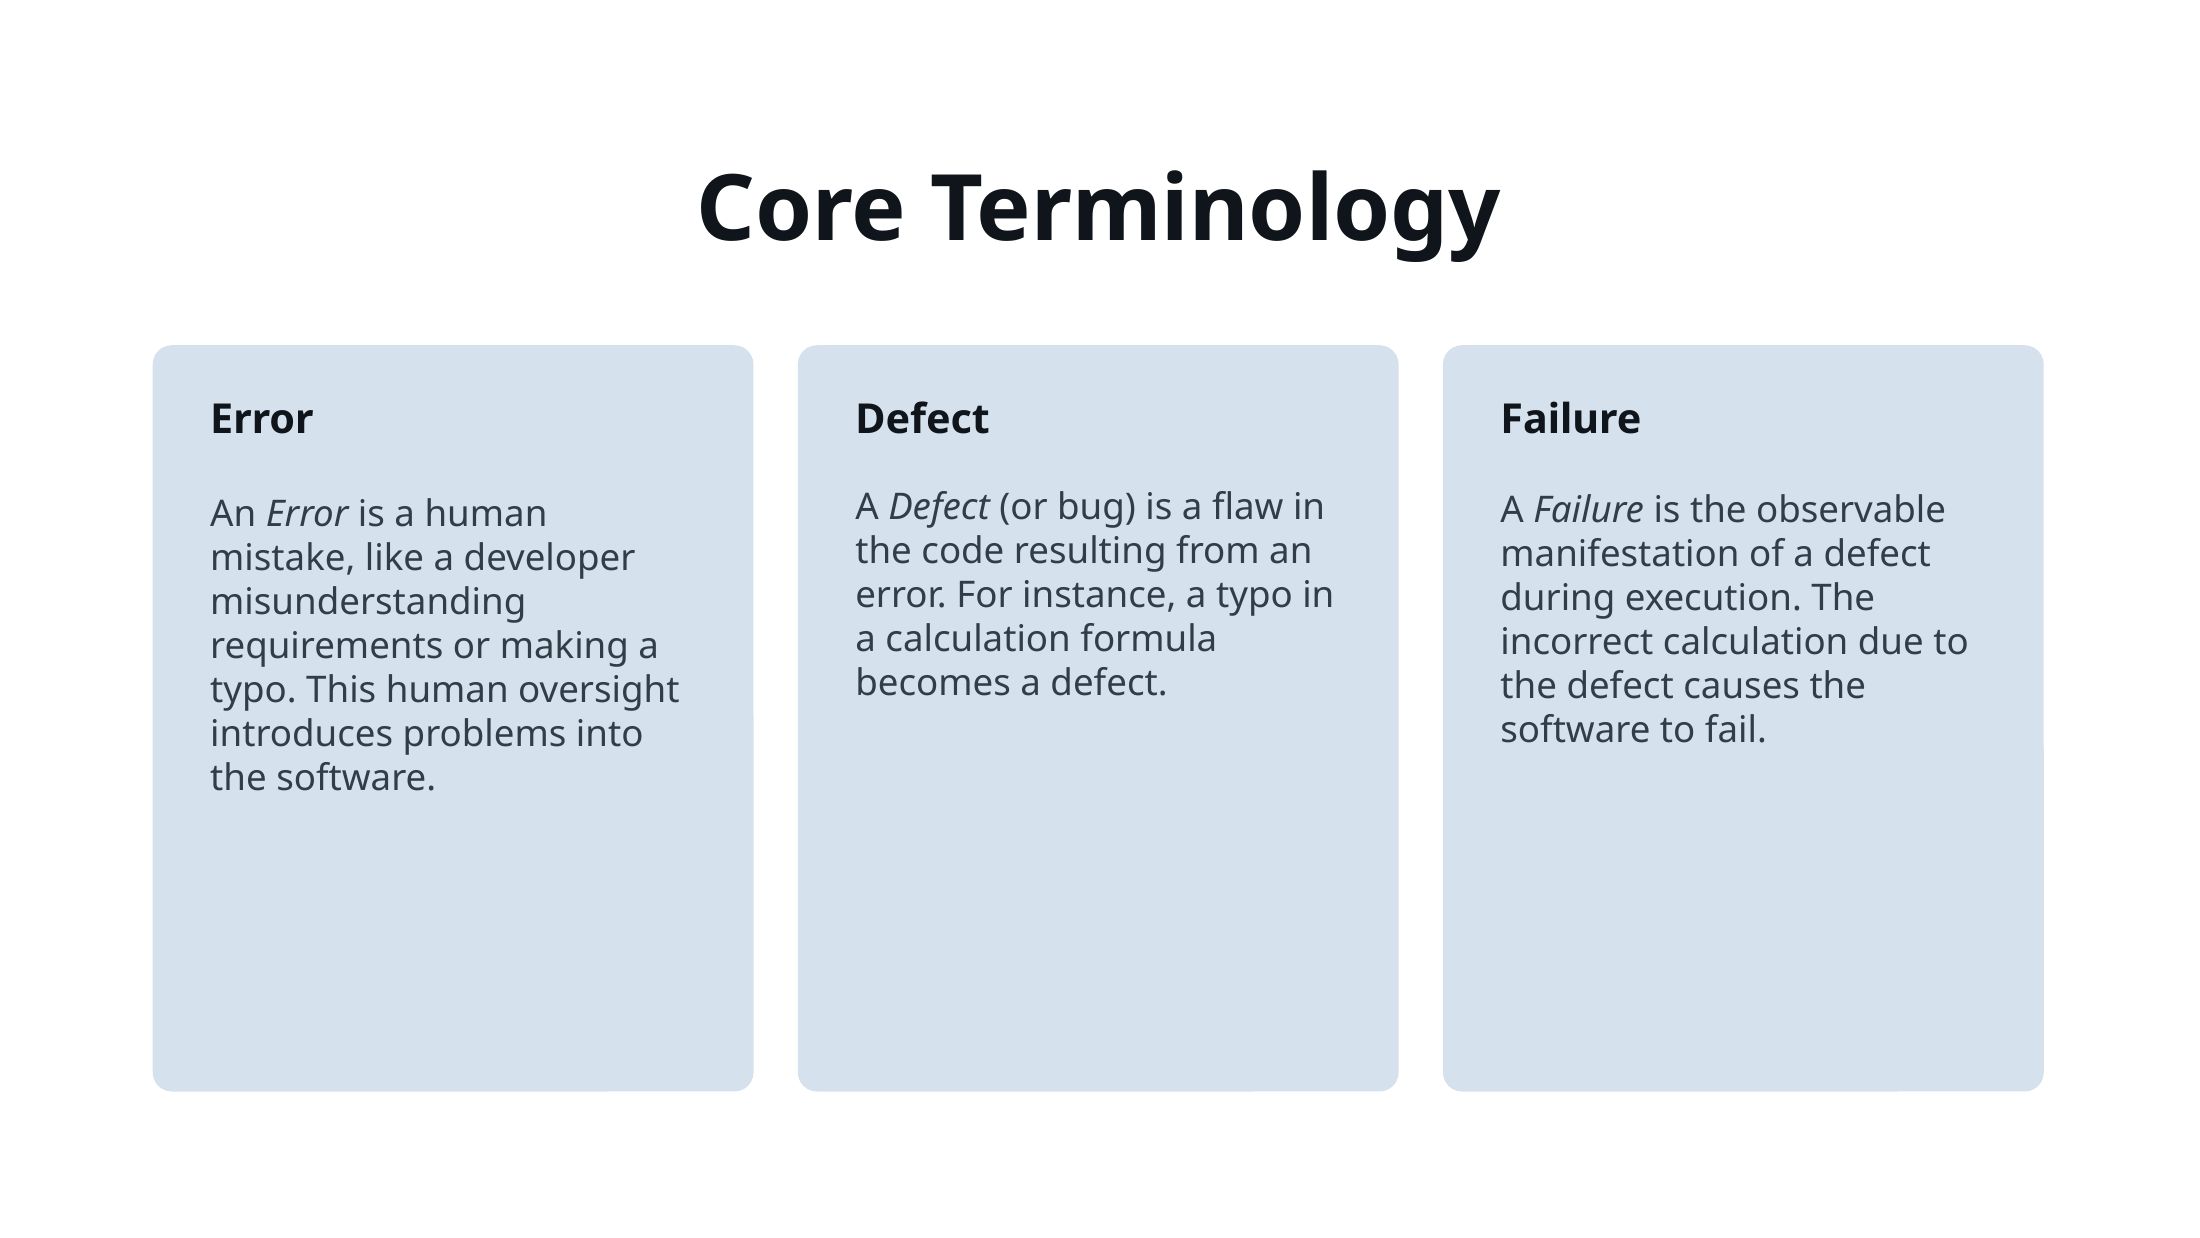 Core Terminology
Error
An Error is a human
mistake, like a developer
misunderstanding
requirements or making a
typo. This human oversight
introduces problems into
the software.
Defect
A Defect (or bug) is a flaw in
the code resulting from an
error. For instance, a typo in
a calculation formula
becomes a defect.
Failure
A Failure is the observable
manifestation of a defect
during execution. The
incorrect calculation due to
the defect causes the
software to fail.